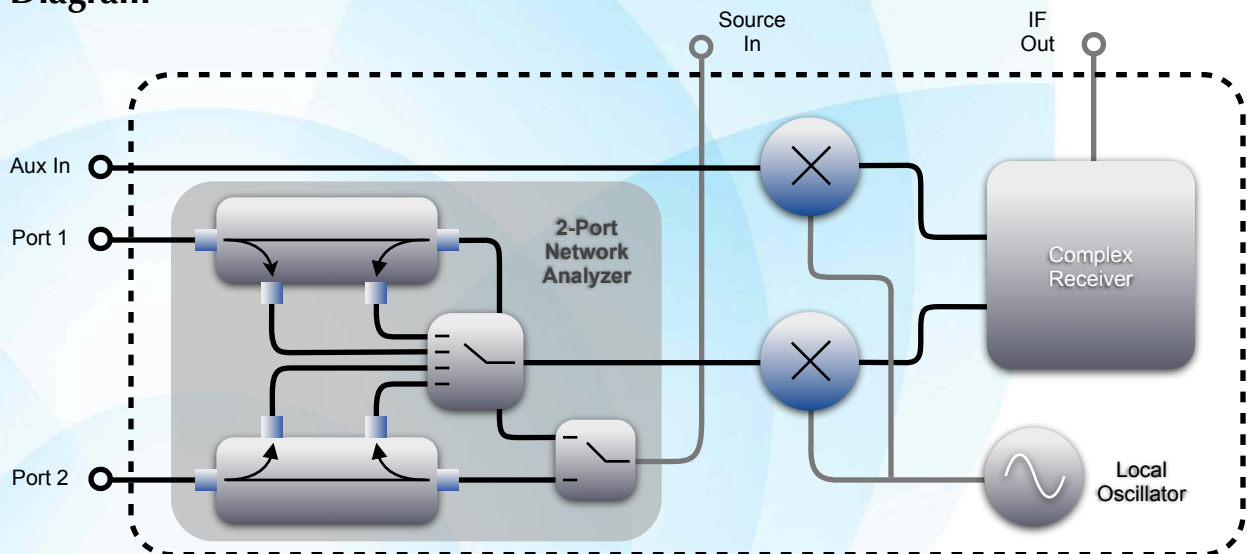 Diagram
Source
In
IF
Out
Aux In
Port 1
2-Port
Network
Analyzer
Complex
Receiver
Port 2
Local
Oscillator